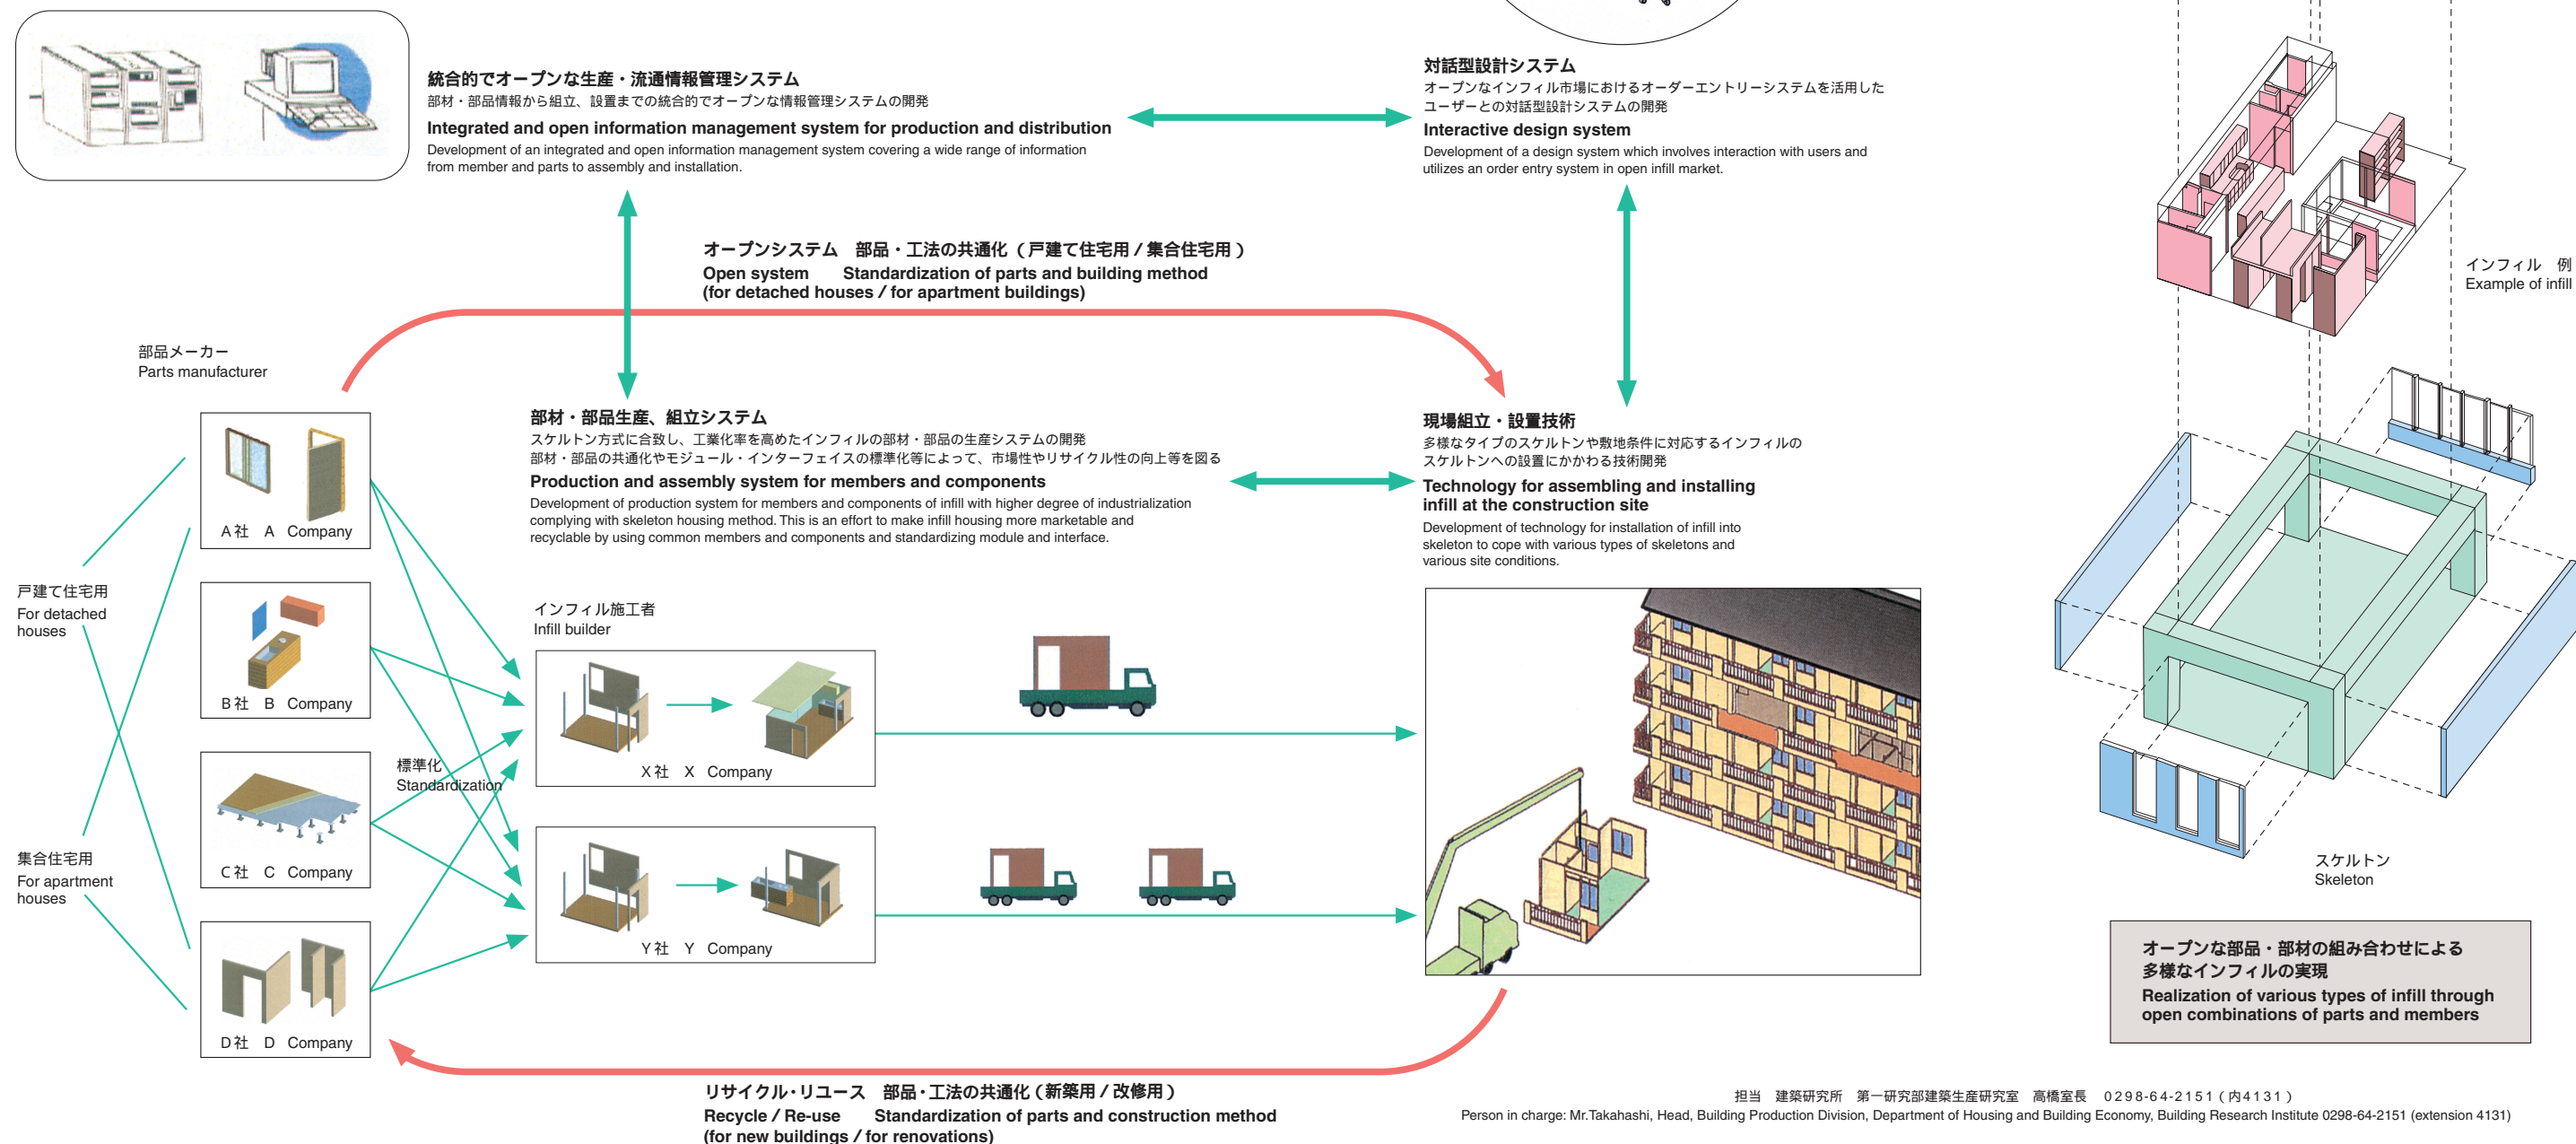 統合的でオープンな生産・流通情報管理システム
部材・部品情報から組立、設置までの統合的でオープンな情報管理システムの開発
Integrated and open information management system for production and distribution
Development of an integrated and open information management system covering a wide range of information
from member and parts to assembly and installation.
対話型設計システム
オープンなインフィル市場におけるオーダーエントリーシステムを活用した
ユーザーとの対話型設計システムの開発
Interactive design system
Development of a design system which involves interaction with users and
utilizes an order entry system in open infill market.
オープンシステム　部品・工法の共通化（戸建て住宅用 / 集合住宅用）
Open system　Standardization of parts and building method
(for detached houses / for apartment buildings)
インフィル　例
Example of infill
部品メーカー
Parts manufacturer
A社　A　Company
B社　B　Company
C社　C　Company
D社　D　Company
戸建て住宅用
For detached
houses
集合住宅用
For apartment
houses
標準化
Standardization
部材・部品生産、組立システム
スケルトン方式に合致し、工業化率を高めたインフィルの部材・部品の生産システムの開発
部材・部品の共通化やモジュール・インターフェイスの標準化等によって、市場性やリサイクル性の向上等を図る
Production and assembly system for members and components
Development of production system for members and components of infill with higher degree of industrialization
complying with skeleton housing method. This is an effort to make infill housing more marketable and
recyclable by using common members and components and standardizing module and interface.
インフィル施工者
Infill builder
X社　X　Company
Y社　Y　Company
現場組立・設置技術
多様なタイプのスケルトンや敷地条件に対応するインフィルの
スケルトンへの設置にかかわる技術開発
Technology for assembling and installing
infill at the construction site
Development of technology for installation of infill into
skeleton to cope with various types of skeletons and
various site conditions.
スケルトン
Skeleton
オープンな部品・部材の組み合わせによる
多様なインフィルの実現
Realization of various types of infill through
open combinations of parts and members
リサイクル・リユース　部品・工法の共通化（新築用 / 改修用）
Recycle / Re-use　Standardization of parts and construction method
(for new buildings / for renovations)
担当　建築研究所　第一研究部建築生産研究室　高橋室長　0298-64-2151（内4131）
Person in charge: Mr.Takahashi, Head, Building Production Division, Department of Housing and Building Economy, Building Research Institute 0298-64-2151 (extension 4131)